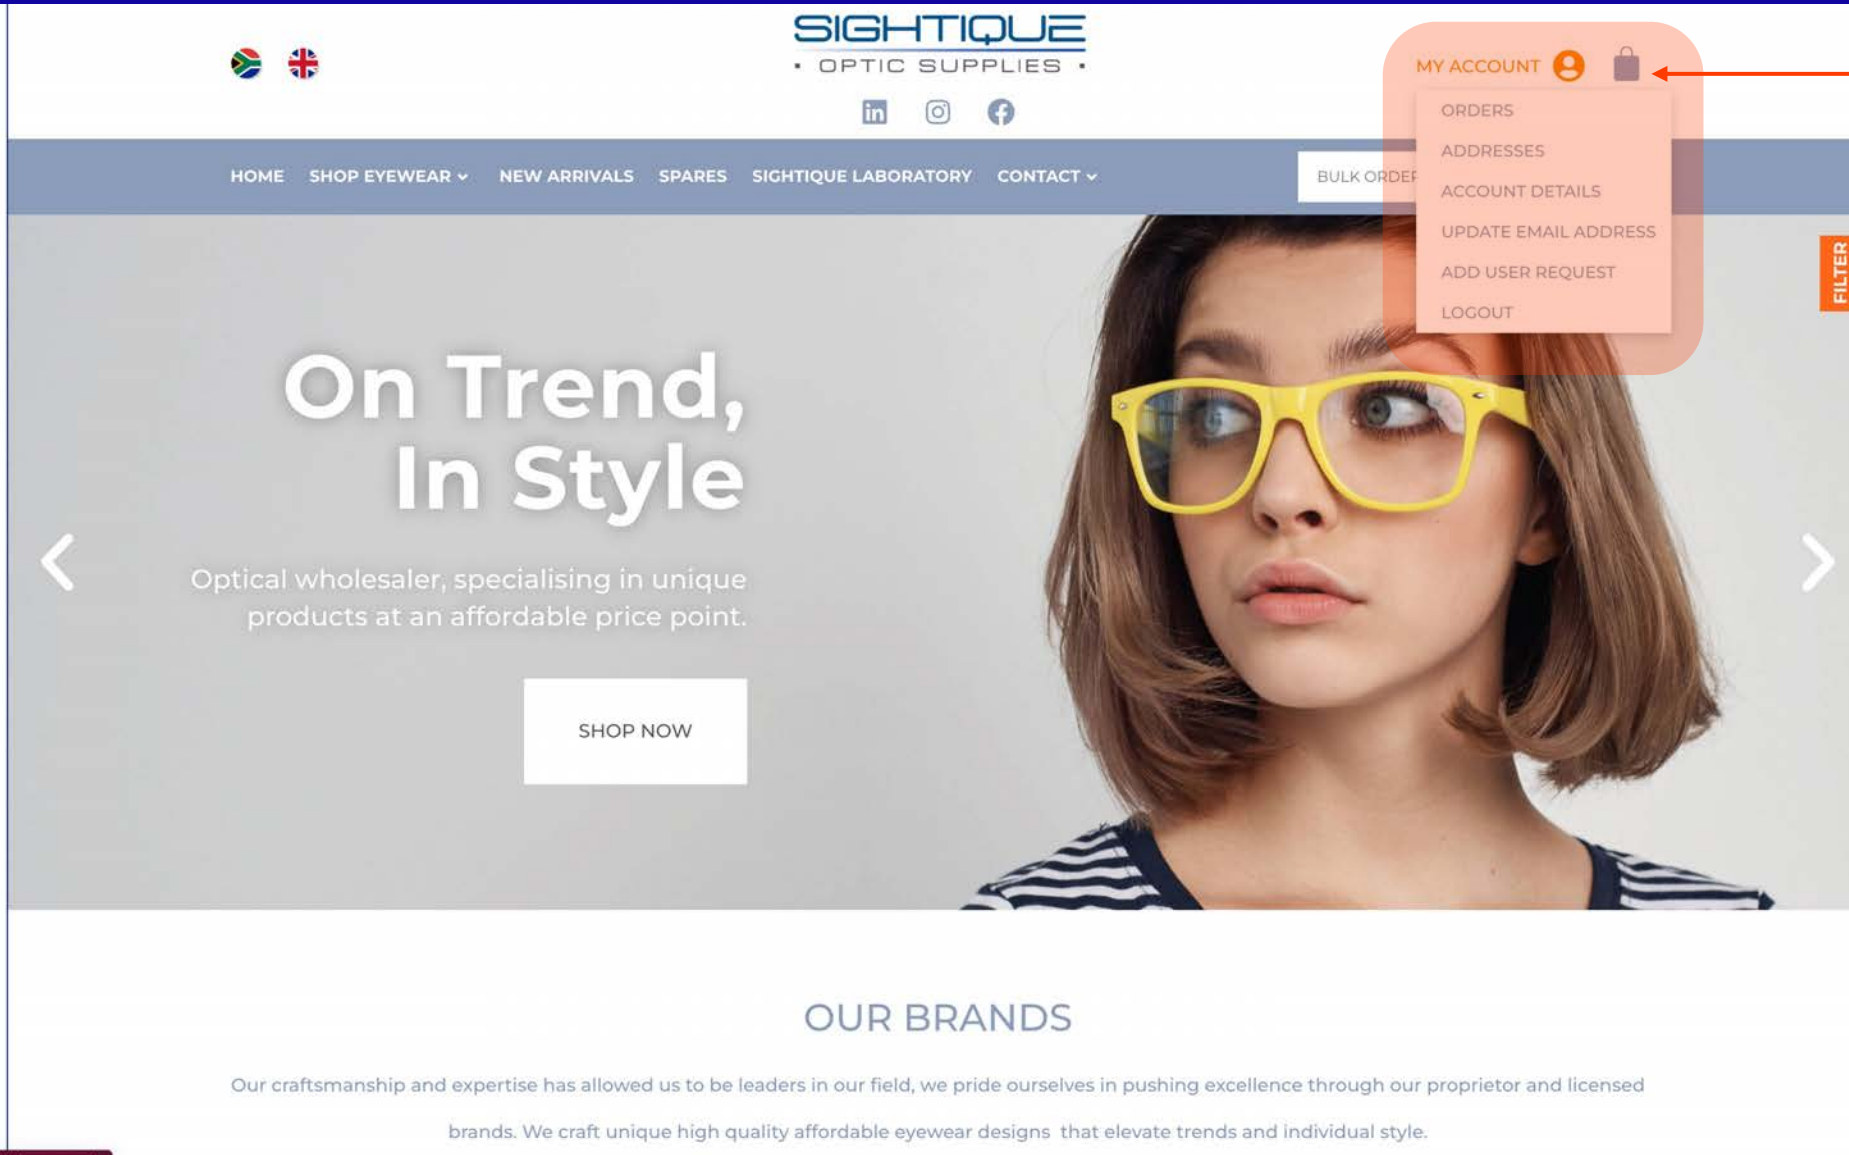 SIGHTIQUE
• OPTIC SUPPLIES •
MY ACCOUNT
ORDERS
ADDRESSES
ACCOUNT DETAILS
UPDATE EMAIL ADDRESS
ADD USER REQUEST
LOGOUT
HOME SHOP EYEWEAR NEW ARRIVALS SPARES SIGHTIQUE LABORATORY CONTACT
BULK ORDER
FILTER
On Trend,
In Style
Optical wholesaler, specialising in unique
products at an affordable price point.
SHOP NOW
OUR BRANDS
Our craftsmanship and expertise has allowed us to be leaders in our field, we pride ourselves in pushing excellence through our proprietor and licensed
brands. We craft unique high quality affordable eyewear designs that elevate trends and individual style.